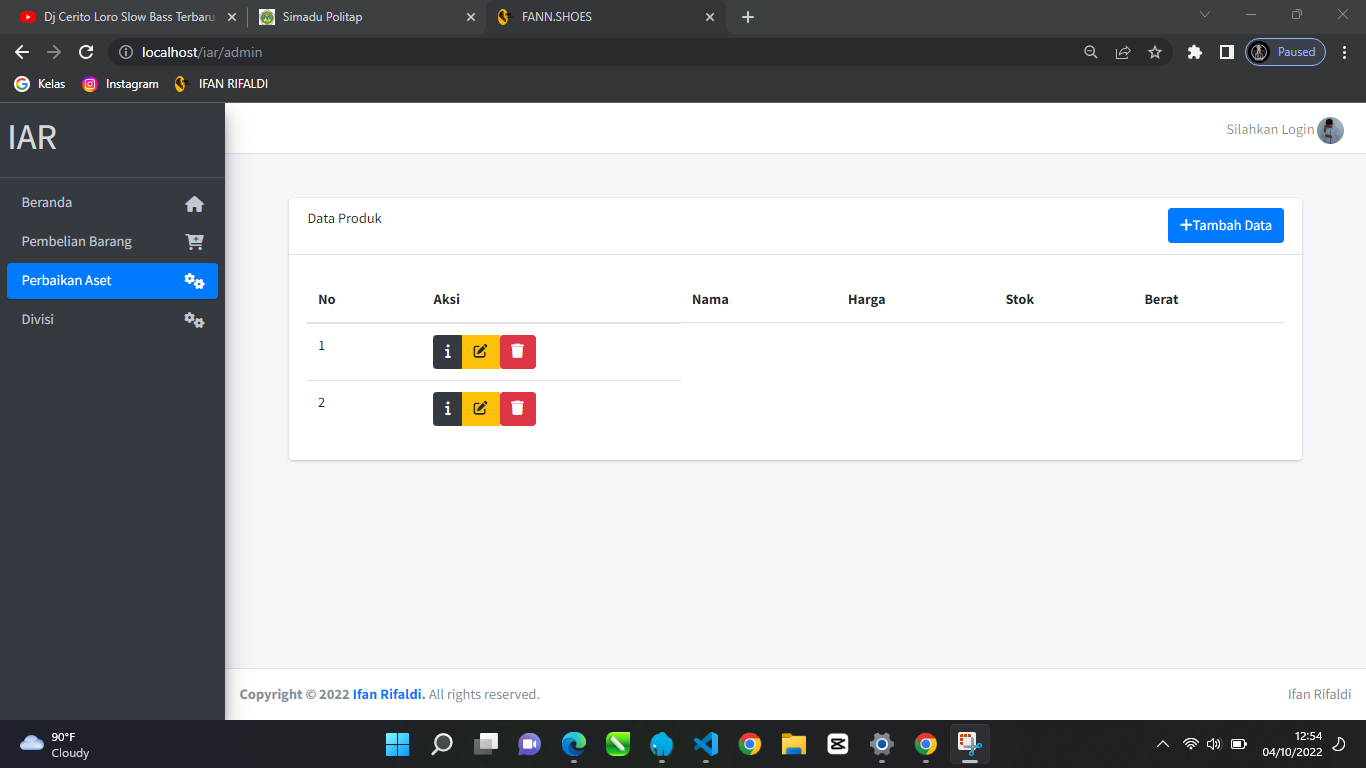 Dj Cerito Loro Slow Bass Terbaru
Simadu Politap
FANN.SHOES
localhost/iar/admin
Paused
Kelas
Instagram
IFAN RIFALDI
IAR
Silahkan Login
Beranda
Pembelian Barang
Perbaikan Aset
Divisi
Data Produk
Tambah Data
No Aksi Nama Harga Stok Berat
1
2
Copyright © 2022 Ifan Rifaldi. All rights reserved.
Ifan Rifaldi
90°F
Cloudy
12:54
04/10/2022